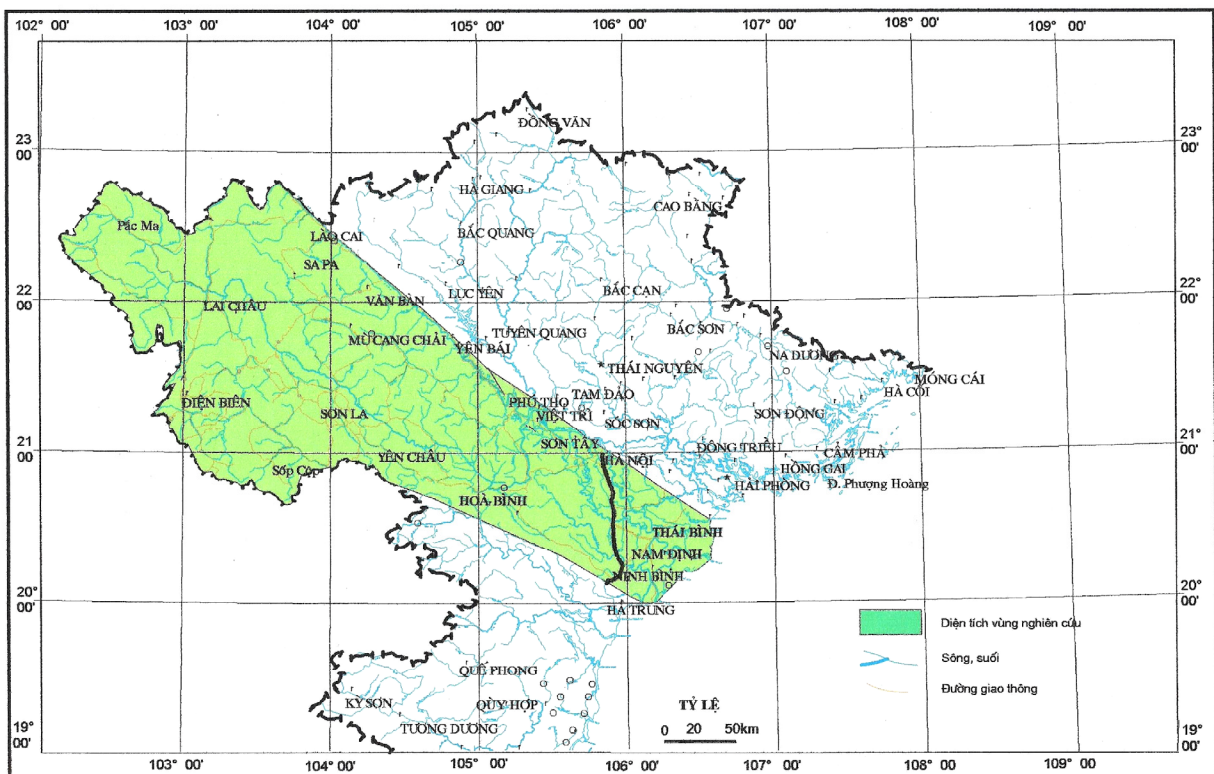 102° 00' 103° 00' 104° 00' 105° 00' 106° 00' 107° 00' 108° 00' 109° 00'
ĐỒNG VĂN
23 00'
23° 00'
HÀ GIANG
CAO BẰNG
Pắc Ma
BẮC QUANG
LÀO CAI
SA PA
LỤC YÊN
BẮC CẠN
22 00'
22° 00'
VĂN BÀN
LAI CHÂU
TUYÊN QUANG
BẮC SƠN
MÙ CANG CHẢI
YÊN BÁI
NA DƯƠNG
THÁI NGUYÊN
MÓNG CÁI
HÀ CỐI
TAM ĐẢO
PHÚ THỌ
ĐIỆN BIÊN
SƠN LA
VIỆT TRÌ
SƠN ĐỘNG
SÓC SƠN
SƠN TÂY
ĐÔNG TRIỀU
21 00'
21° 00'
YÊN CHÂU
HÀ NỘI
CẨM PHẢ
Sốp Cộp
HỒNG GAI
HẢI PHÒNG
Đ. Phượng Hoàng
HOÀ BÌNH
THÁI BÌNH
NAM ĐỊNH
NINH BÌNH
20° 00'
20° 00'
HÀ TRUNG
Diện tích vùng nghiên cứu
Sông, suối
QUẾ PHONG
Đường giao thông
KỲ SƠN
QÙY HỢP
TỶ LỆ
TƯƠNG DƯƠNG
0 20 50km
19° 00'
19° 00'
103° 00' 104° 00' 105° 00' 106° 00' 107° 00' 108° 00' 109° 00'